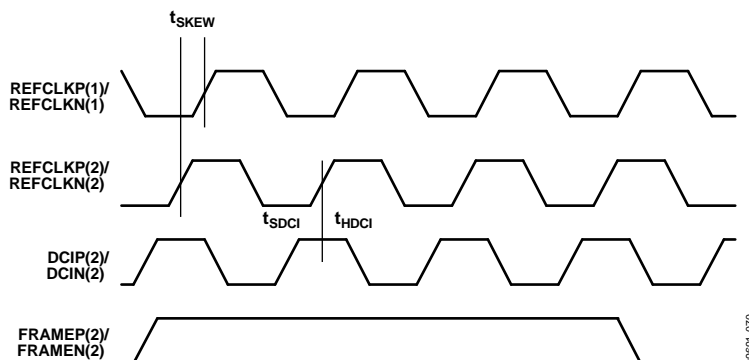 tSKEW
REFCLKP(1)/
REFCLKN(1)
REFCLKP(2)/
REFCLKN(2)
tSDCI tHDCI
DCIP(2)/
DCIN(2)
FRAMEP(2)/
FRAMEN(2)